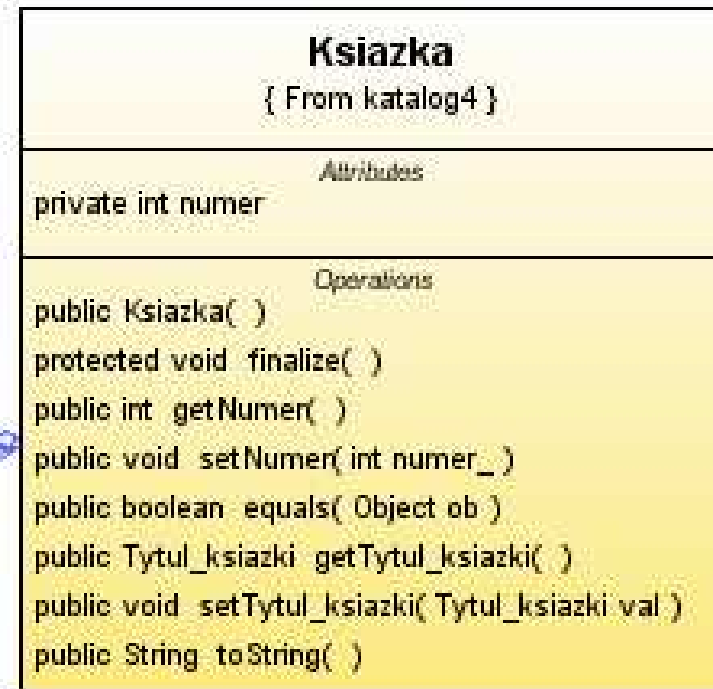 Ksiazka
{ From katalog4 }
Attributes
private int numer
Operations
public Ksiazka( )
protected void finalize( )
public int getNumer( )
public void setNumer( int numer_ )
public boolean equals( Object ob )
public Tytul_ksiazki getTytul_ksiazki( )
public void setTytul_ksiazki( Tytul_ksiazki val )
public String toString( )